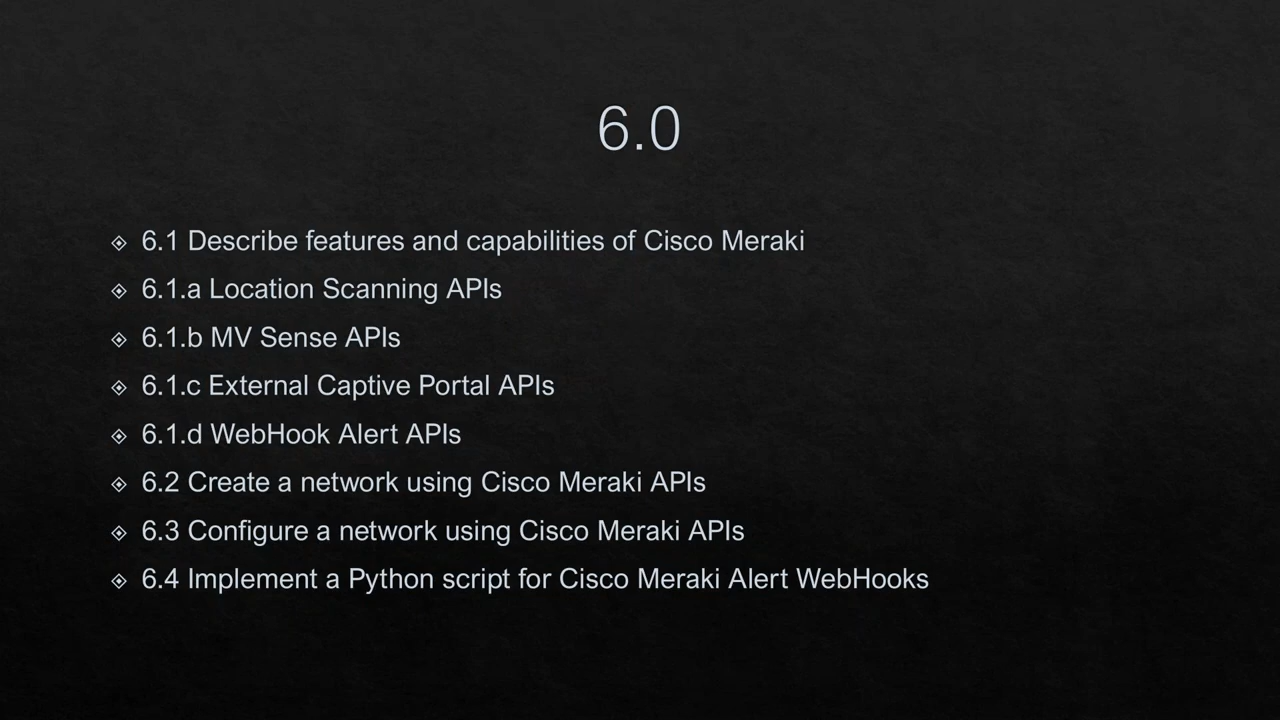 6.0
6.1 Describe features and capabilities of Cisco Meraki
6.1.a Location Scanning APIs
6.1.b MV Sense APIs
6.1.c External Captive Portal APIs
6.1.d WebHook Alert APIs
6.2 Create a network using Cisco Meraki APIs
6.3 Configure a network using Cisco Meraki APIs
6.4 Implement a Python script for Cisco Meraki Alert WebHooks